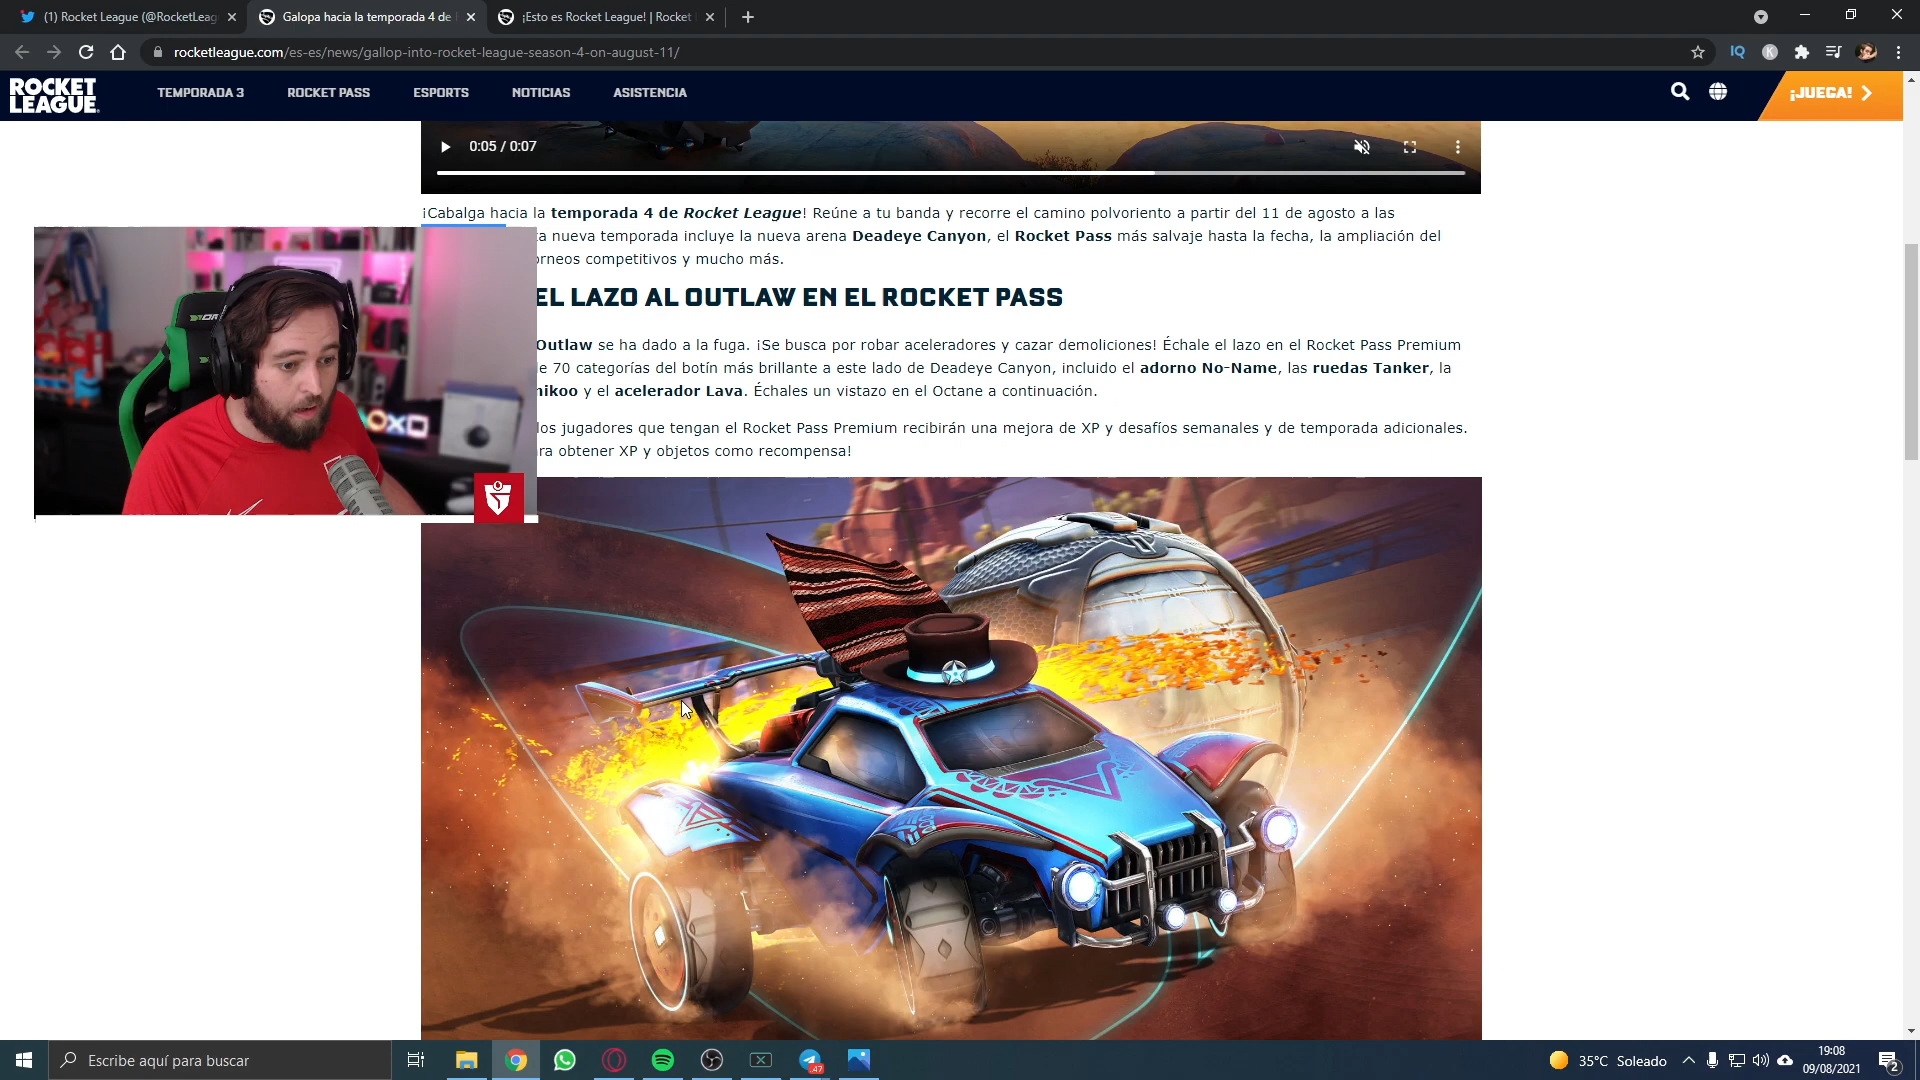 (1) Rocket League (@RocketLeag
Galopa hacia la temporada 4 de
¡Esto es Rocket League! | Rocket
rocketleague.com/es-es/news/gallop-into-rocket-league-season-4-on-august-11/
IQ
K
ROCKET
LEAGUE
TEMPORADA 3
ROCKET PASS
ESPORTS
NOTICIAS
ASISTENCIA
¡JUEGA!
0:05 / 0:07
¡Cabalga hacia la temporada 4 de Rocket League! Reúne a tu banda y recorre el camino polvoriento a partir del 11 de agosto a las
nueva temporada incluye la nueva arena Deadeye Canyon, el Rocket Pass más salvaje hasta la fecha, la ampliación del
orneos competitivos y mucho más.
EL LAZO AL OUTLAW EN EL ROCKET PASS
Outlaw se ha dado a la fuga. ¡Se busca por robar aceleradores y cazar demoliciones! Échale el lazo en el Rocket Pass Premium
de 70 categorías del botín más brillante a este lado de Deadeye Canyon, incluido el adorno No-Name, las ruedas Tanker, la
nikoo y el acelerador Lava. Échales un vistazo en el Octane a continuación.
los jugadores que tengan el Rocket Pass Premium recibirán una mejora de XP y desafíos semanales y de temporada adicionales.
ra obtener XP y objetos como recompensa!
Escribe aquí para buscar
47
35°C Soleado
19:08
09/08/2021
2